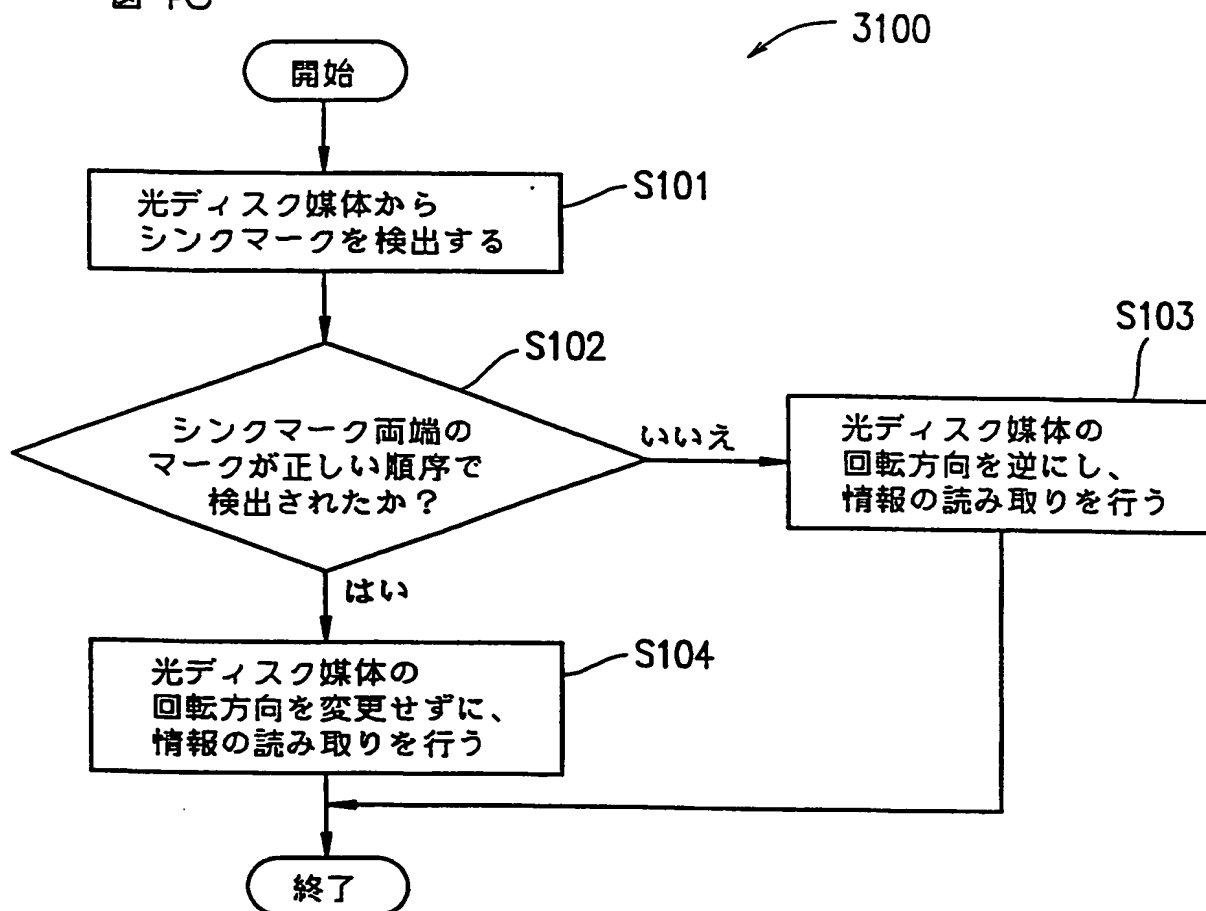 3100
開始
光ディスク媒体から
シンクマークを検出する
S101
シンクマーク両端の
マークが正しい順序で
検出されたか？
S102
いいえ
光ディスク媒体の
回転方向を逆にし、
情報の読み取りを行う
S103
はい
光ディスク媒体の
回転方向を変更せずに、
情報の読み取りを行う
S104
終了